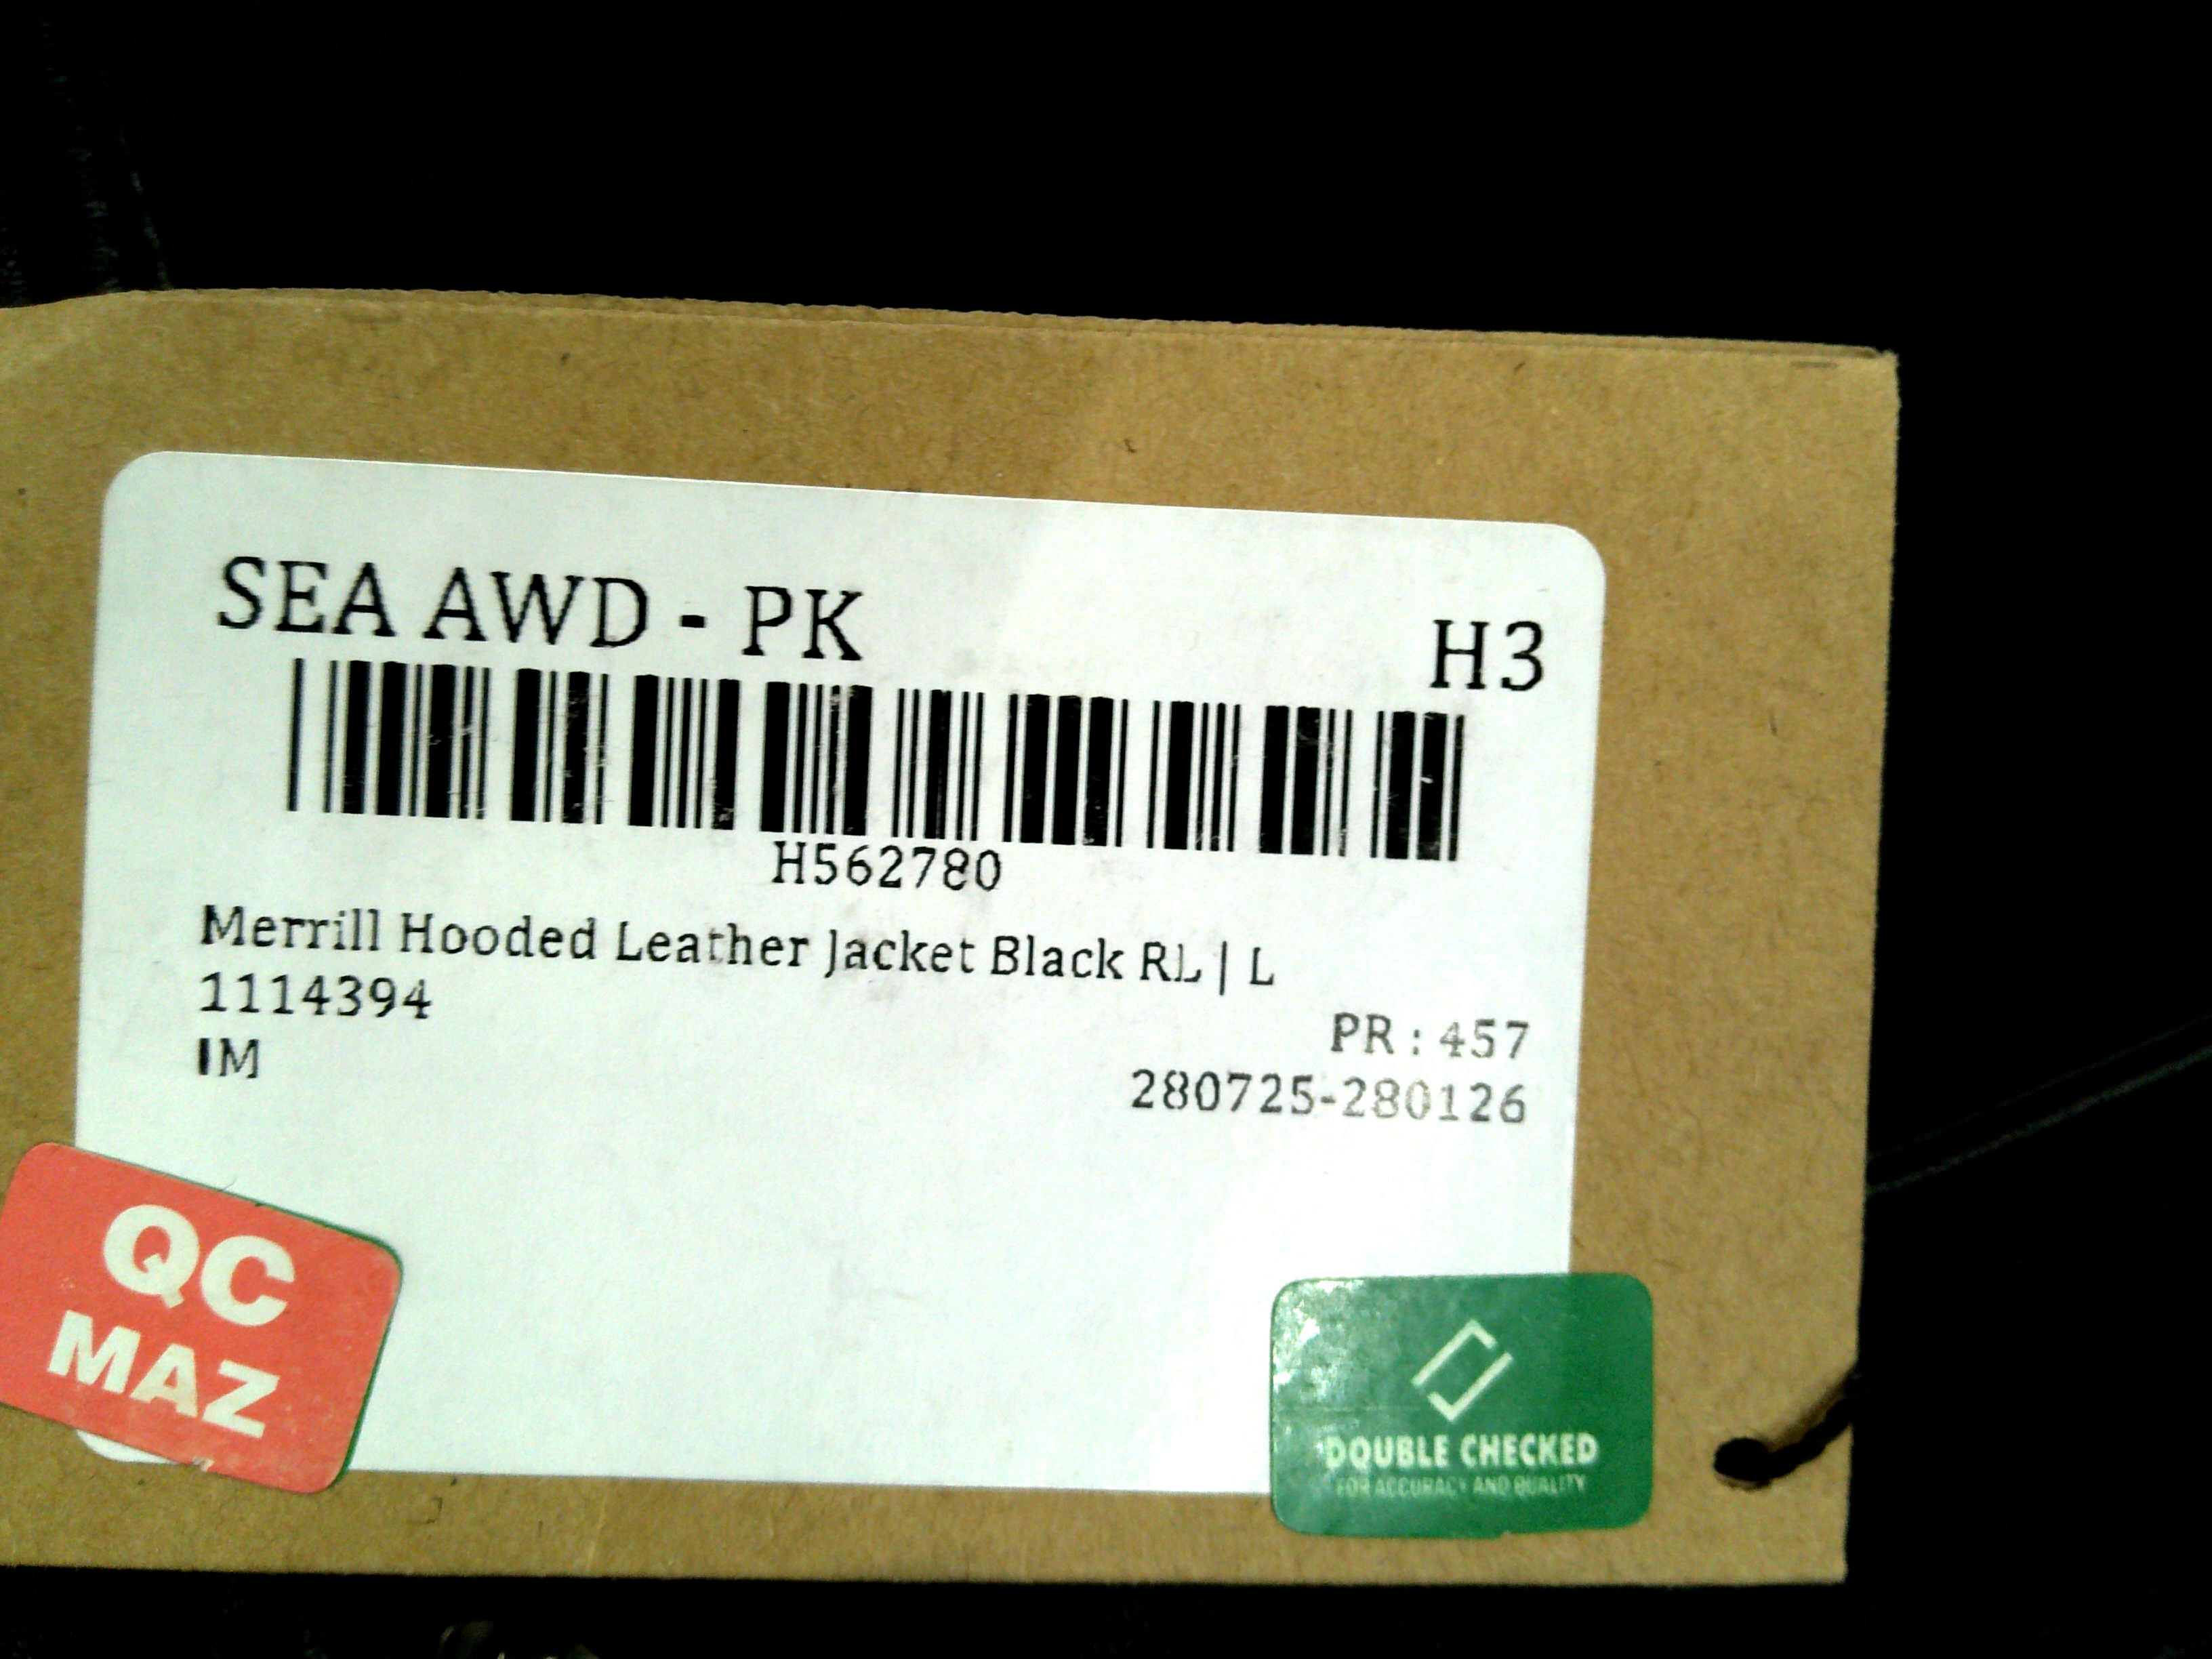 SEA AWD - PK
H3
H562780
Merrill Hooded Leather Jacket Black RL | L
1114394
PR : 457
IM
280725-280126
QC
MAZ
DOUBLE CHECKED
FOR ACCURACY AND QUALITY